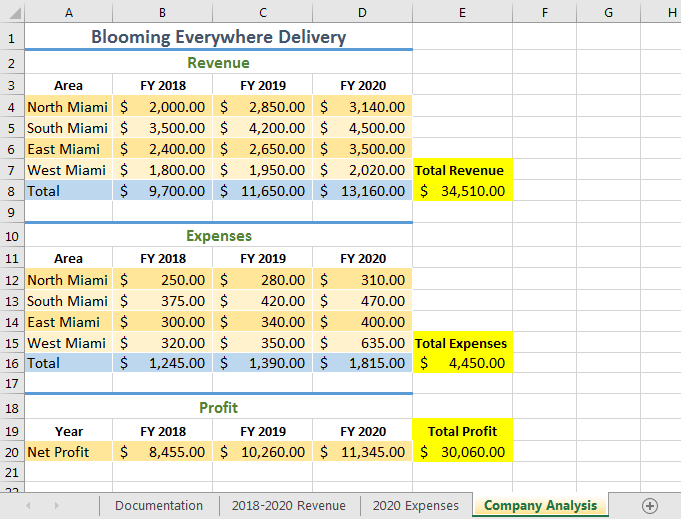 A B C D E F G H
1 Blooming Everywhere Delivery
2 Revenue
3 Area FY 2018 FY 2019 FY 2020
4 North Miami $ 2,000.00 $ 2,850.00 $ 3,140.00
5 South Miami $ 3,500.00 $ 4,200.00 $ 4,500.00
6 East Miami $ 2,400.00 $ 2,650.00 $ 3,500.00
7 West Miami $ 1,800.00 $ 1,950.00 $ 2,020.00 Total Revenue
8 Total $ 9,700.00 $ 11,650.00 $ 13,160.00 $ 34,510.00
9
10 Expenses
11 Area FY 2018 FY 2019 FY 2020
12 North Miami $ 250.00 $ 280.00 $ 310.00
13 South Miami $ 375.00 $ 420.00 $ 470.00
14 East Miami $ 300.00 $ 340.00 $ 400.00
15 West Miami $ 320.00 $ 350.00 $ 635.00 Total Expenses
16 Total $ 1,245.00 $ 1,390.00 $ 1,815.00 $ 4,450.00
17
18 Profit
19 Year FY 2018 FY 2019 FY 2020 Total Profit
20 Net Profit $ 8,455.00 $ 10,260.00 $ 11,345.00 $ 30,060.00
21
Documentation 2018-2020 Revenue 2020 Expenses Company Analysis